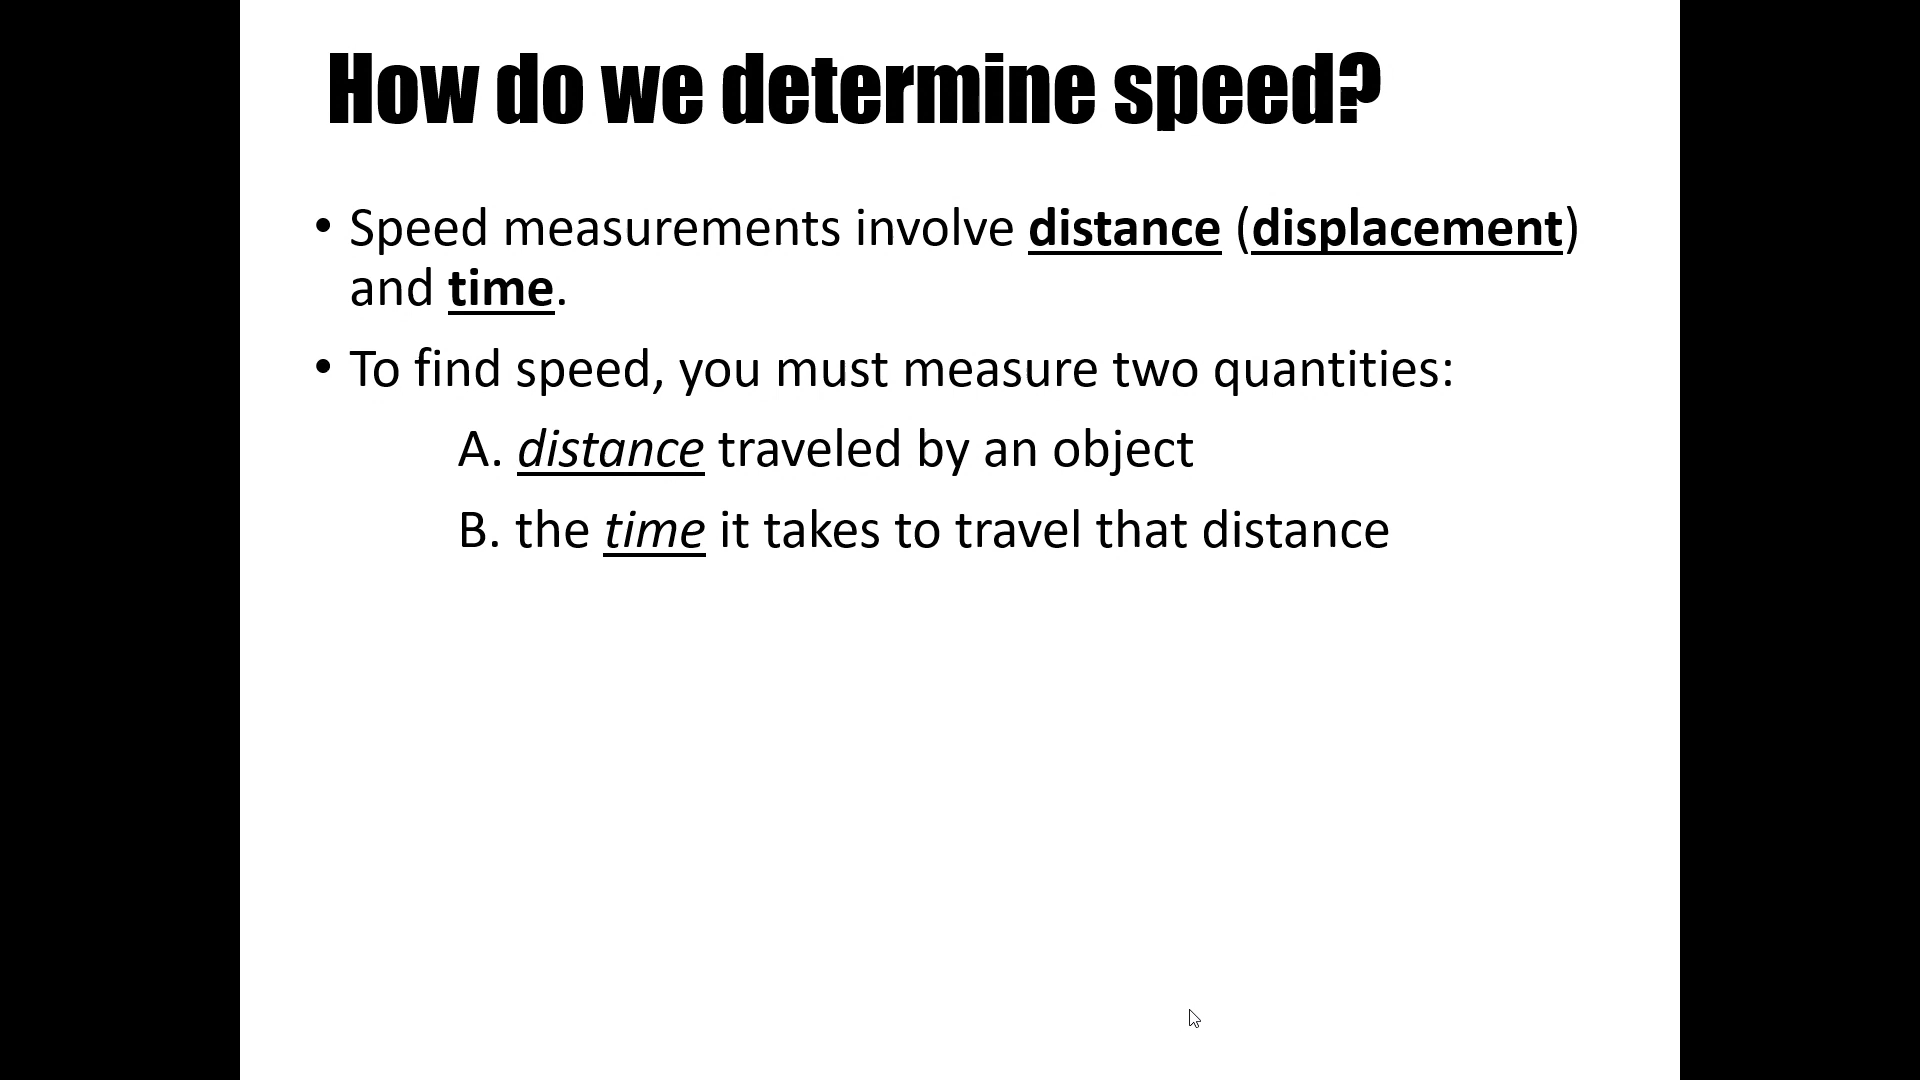 How do we determine speed?
• Speed measurements involve distance (displacement)
and time.
• To find speed, you must measure two quantities:
A. distance traveled by an object
B. the time it takes to travel that distance